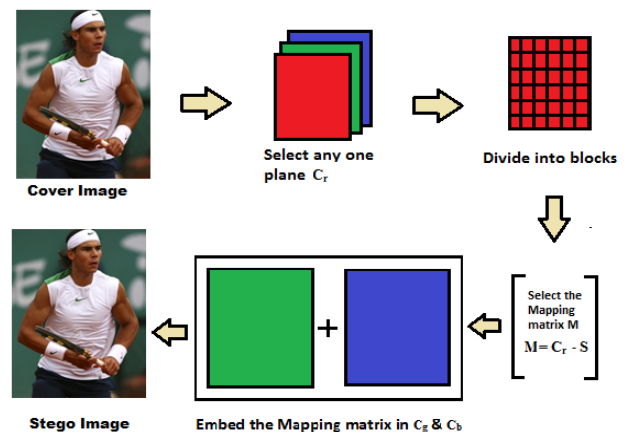 Cover Image
Select any one
plane Cr
Divide into blocks
Select the
Mapping
matrix M
M= Cr - S
+
Embed the Mapping matrix in Cg & Cb
Stego Image